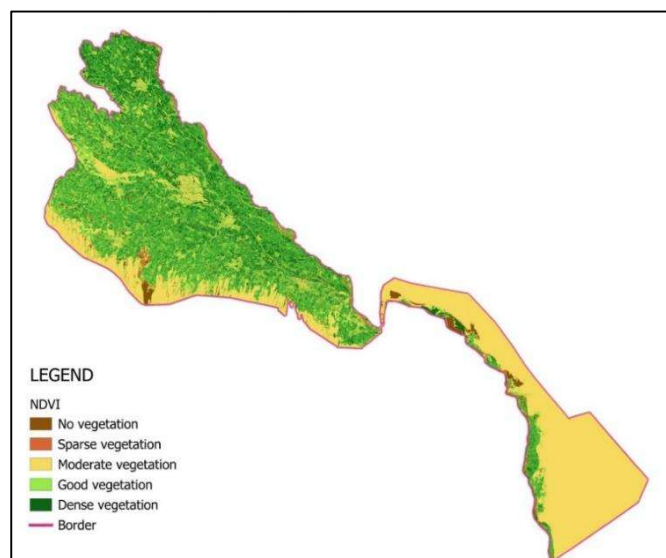 LEGEND
NDVI
No vegetation
Sparse vegetation
Moderate vegetation
Good vegetation
Dense vegetation
Border